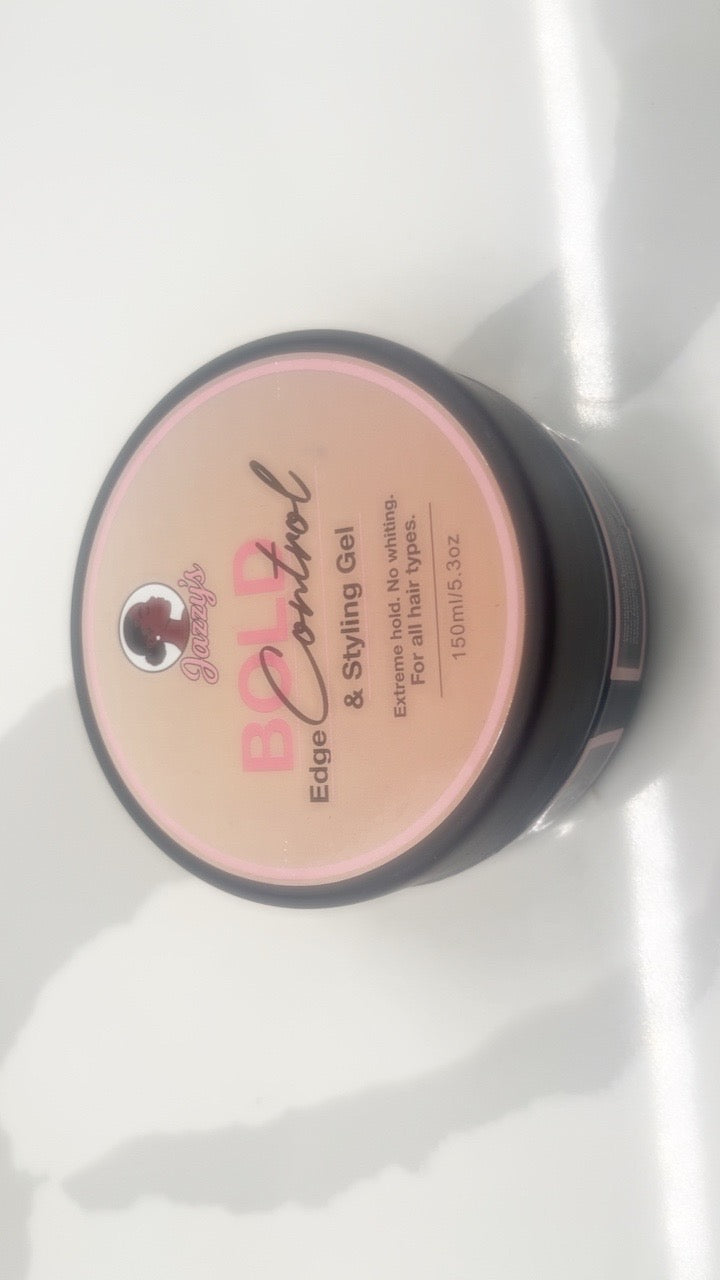 Jazzy's
BOLD
Edge Control
& Styling Gel
Extreme hold. No whiting.
For all hair types.
150ml/5.3oz